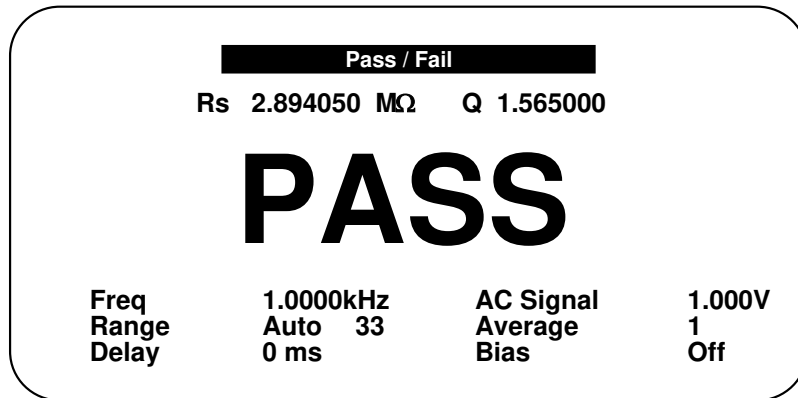 Pass / Fail
Rs 2.894050 MΩ Q 1.565000
PASS
Freq 1.0000kHz AC Signal 1.000V
Range Auto 33 Average 1
Delay 0 ms Bias Off